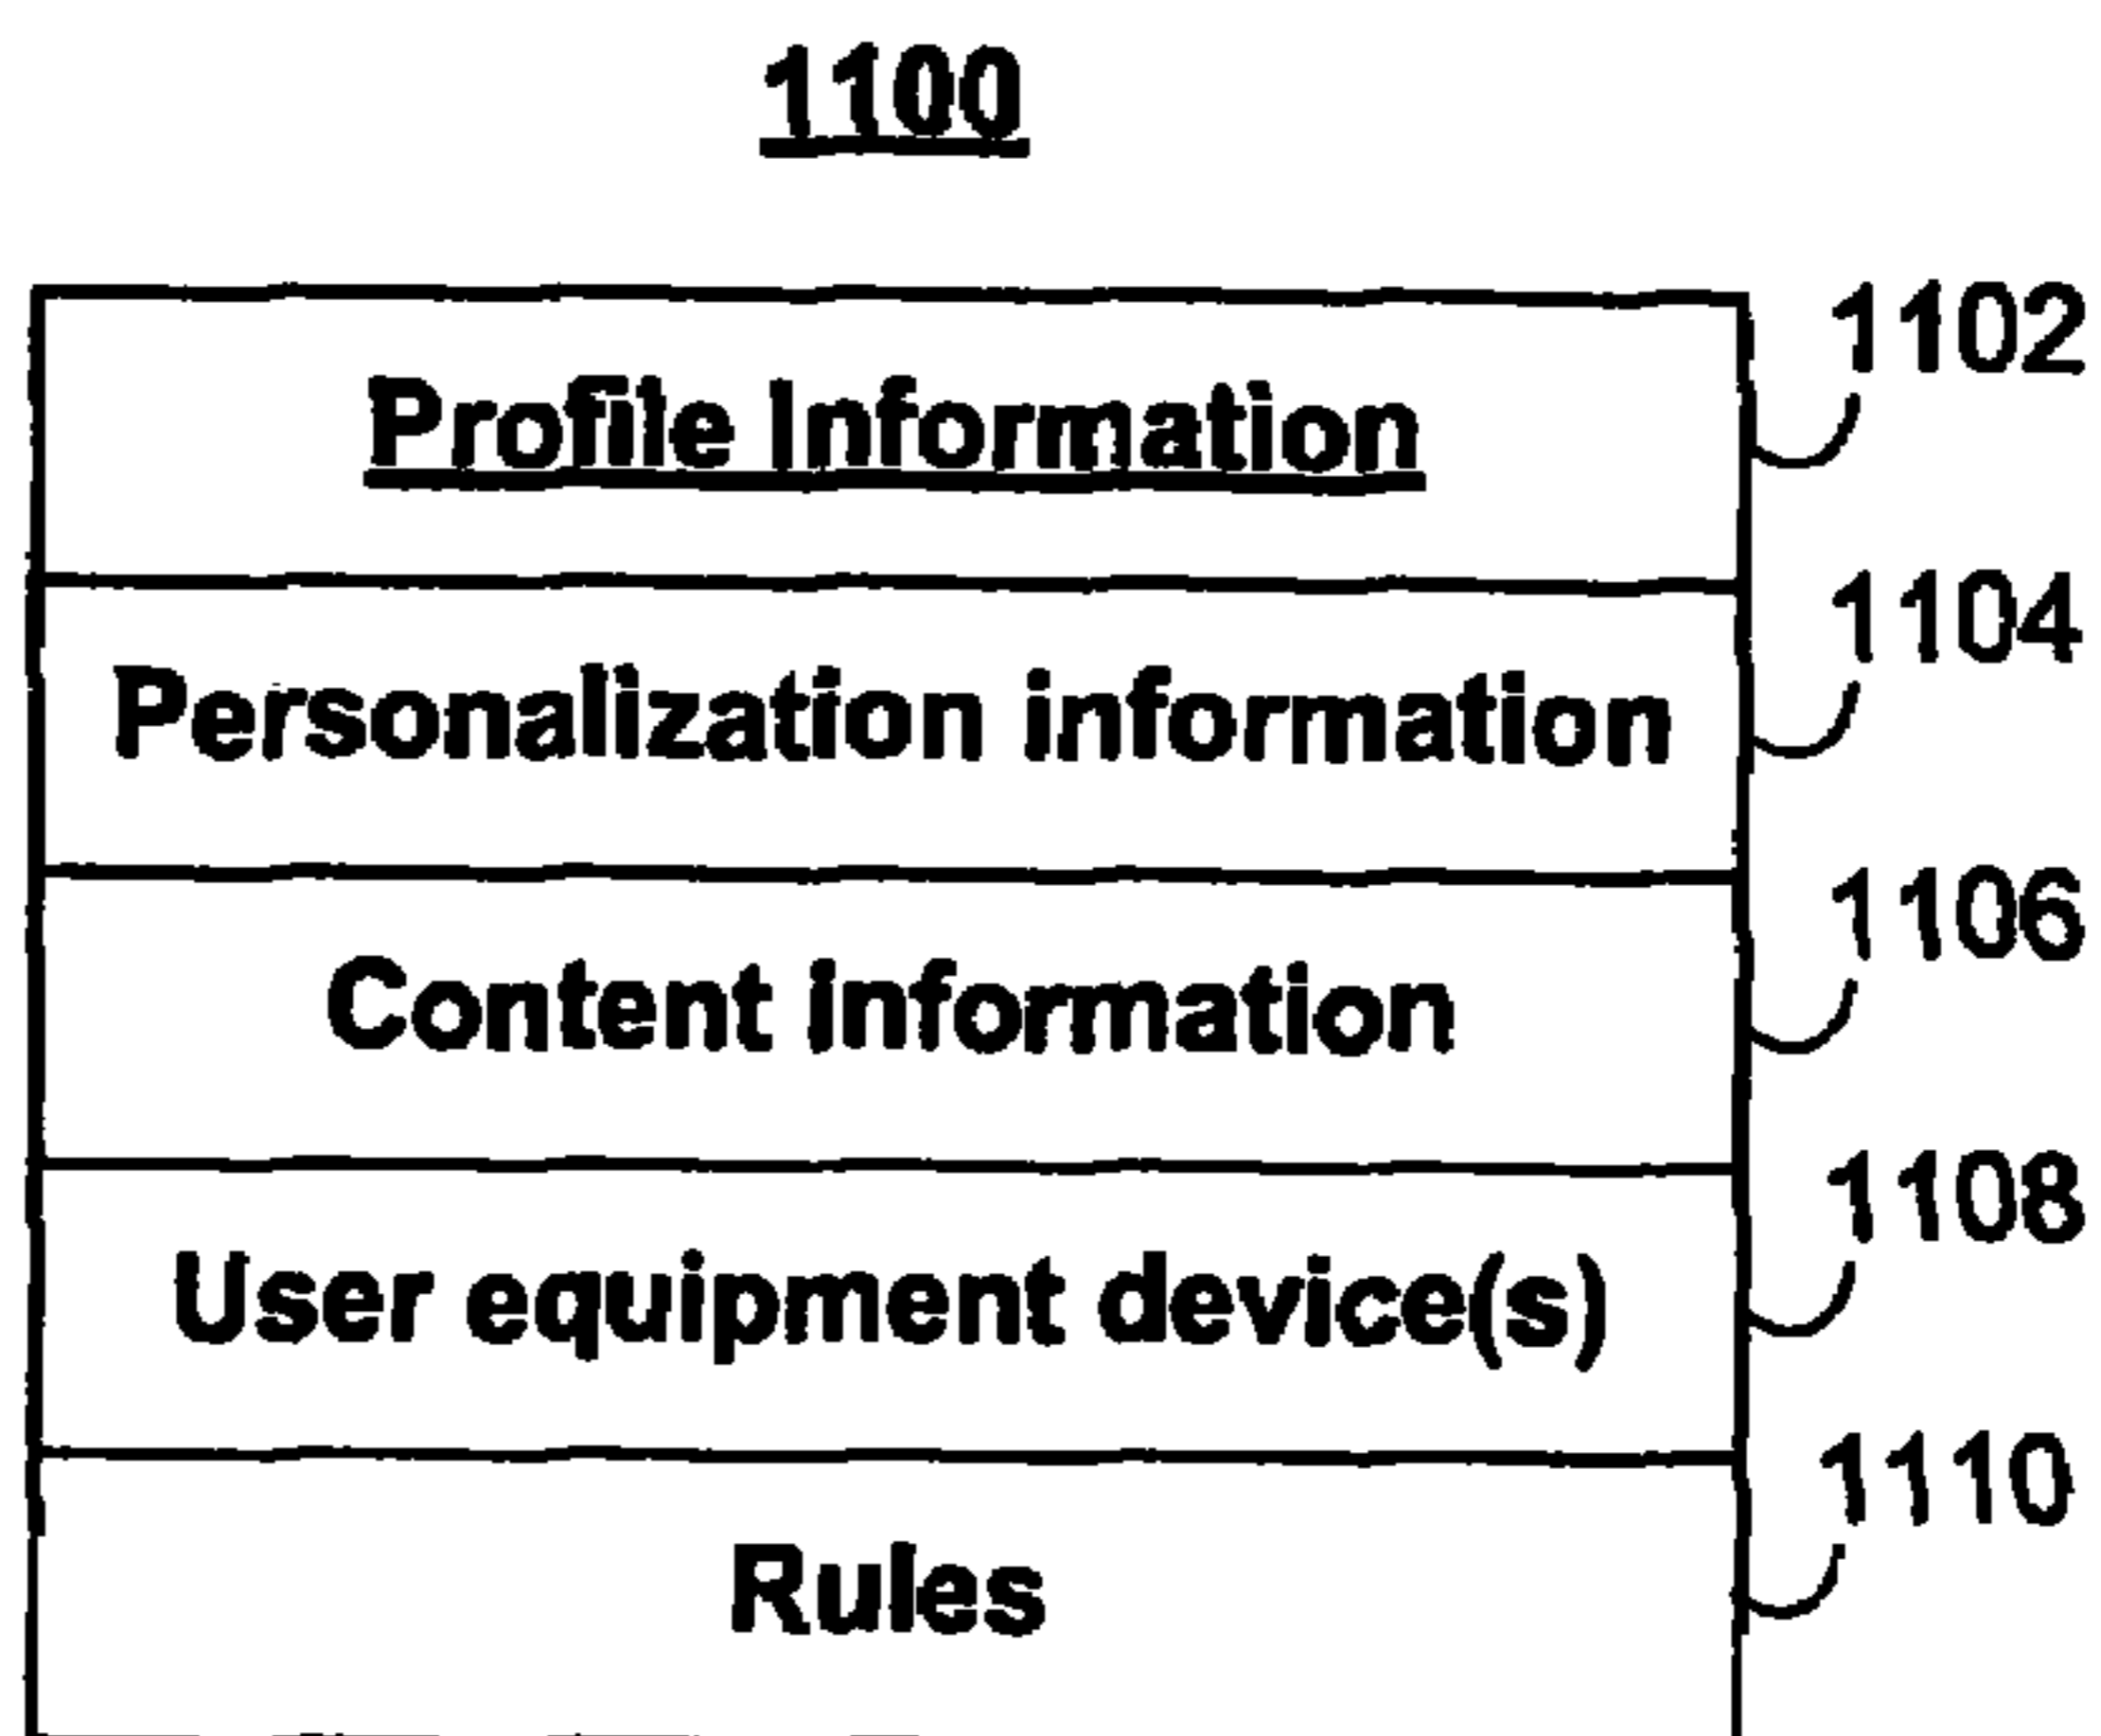 1100
Profile Information
1102
Personalization information
1104
Content information
1106
User equipment device(s)
1108
Rules
1110